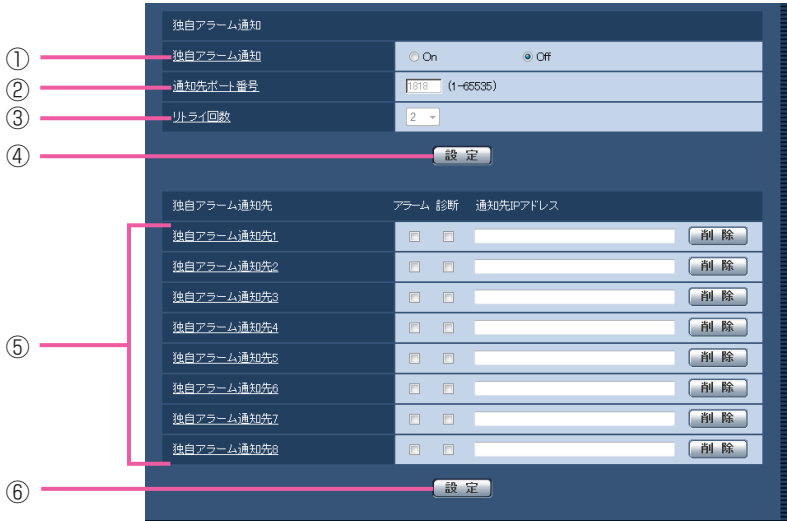 独自アラーム通知
① 独自アラーム通知 On Off
② 通知先ポート番号 1818 (1-65535)
③ リトライ回数 2
④ 設定
独自アラーム通知先 アラーム 診断 通知先IPアドレス
独自アラーム通知先1 削除
独自アラーム通知先2 削除
独自アラーム通知先3 削除
独自アラーム通知先4 削除
⑤
独自アラーム通知先5 削除
独自アラーム通知先6 削除
独自アラーム通知先7 削除
独自アラーム通知先8 削除
⑥ 設定